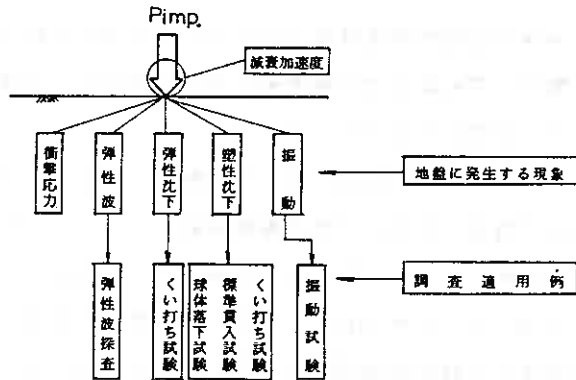 Pimp.
減衰加速度
衝撃応力
弾性波
弾性沈下
塑性沈下
振動
地盤に発生する現象
弾性波探査
くい打ち試験
球体落下試験
標準貫入試験
くい打ち試験
振動試験
調査適用例